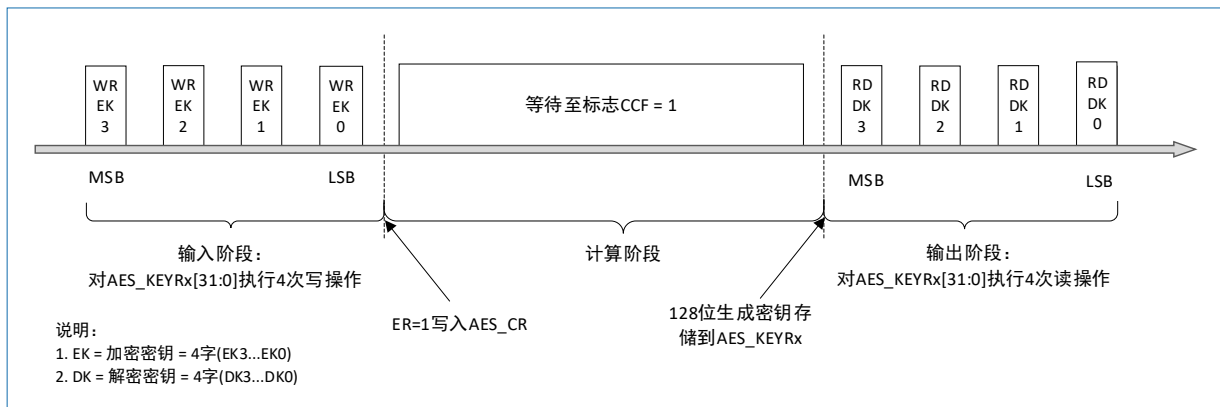 WR EK 3
WR EK 2
WR EK 1
WR EK 0
等待至标志CCF = 1
RD DK 3
RD DK 2
RD DK 1
RD DK 0
MSB
LSB
MSB
LSB
输入阶段：
对AES_KEYRx[31:0]执行4次写操作
计算阶段
输出阶段：
对AES_KEYRx[31:0]执行4次读操作
ER=1写入AES_CR
128位生成密钥存
储到AES_KEYRx
说明：
1. EK = 加密密钥 = 4字(EK3...EK0)
2. DK = 解密密钥 = 4字(DK3...DK0)